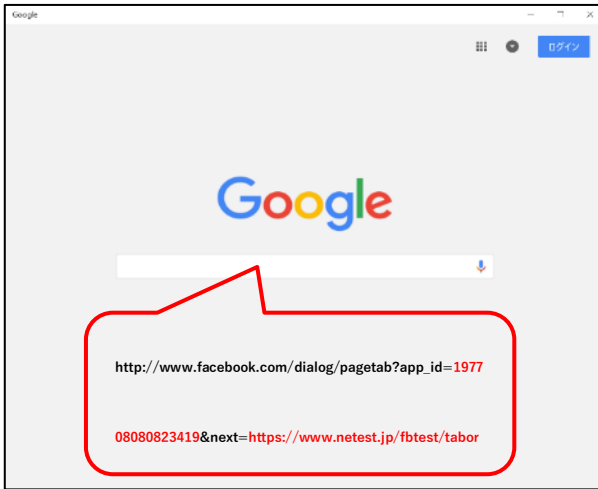 Google
ログイン
Google
http://www.facebook.com/dialog/pagetab?app_id=1977
08080823419&next=https://www.netest.jp/fbtest/tabor